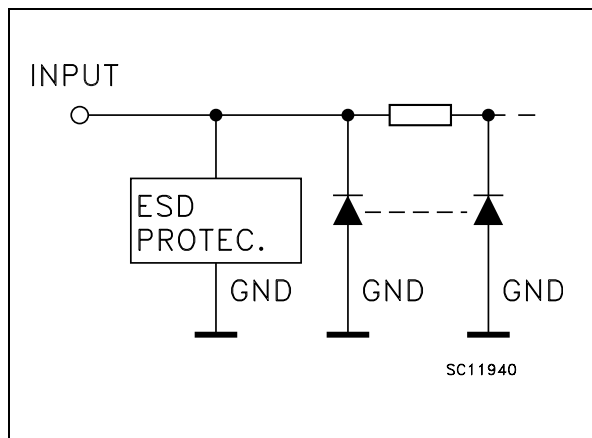 INPUT
ESD
PROTEC.
GND
GND
GND
SC11940